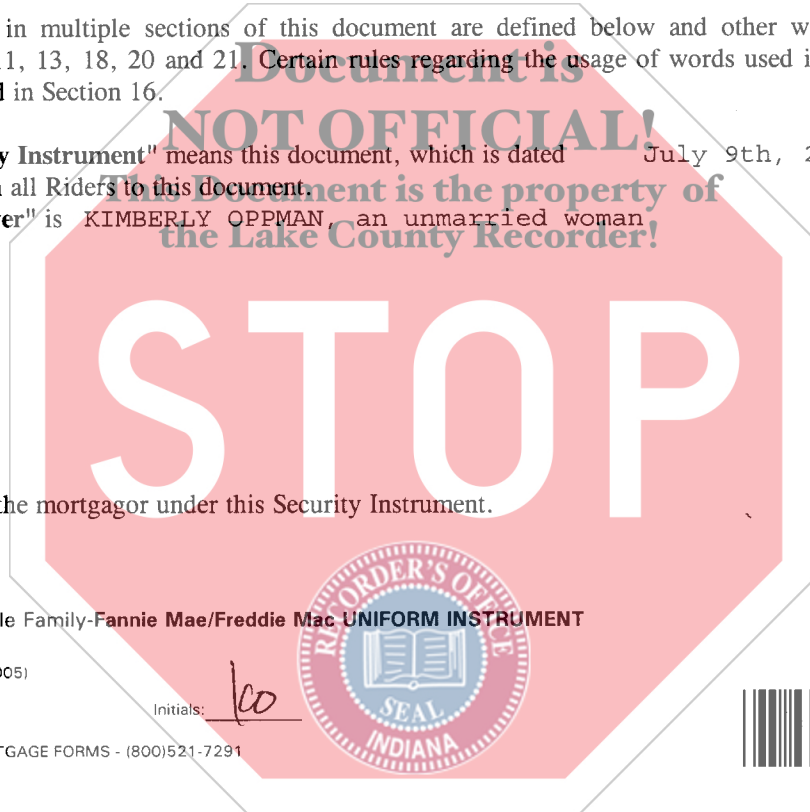 in multiple sections of this document are defined below and other w
11, 13, 18, 20 and 21. Certain rules regarding the usage of words used i
in Section 16.
Document is
NOT OFFICIAL!
y Instrument" means this document, which is dated July 9th, 2
all Riders to this document.
This Document is the property of
er" is KIMBERLY OPPMAN, an unmarried woman
the Lake County Recorder!
STOP
the mortgagor under this Security Instrument.
RECORDER'S OFFICE
le Family-Fannie Mae/Freddie Mac UNIFORM INSTRUMENT
005)
Initials: KO
SEAL
INDIANA
TGAGE FORMS - (800)521-7291